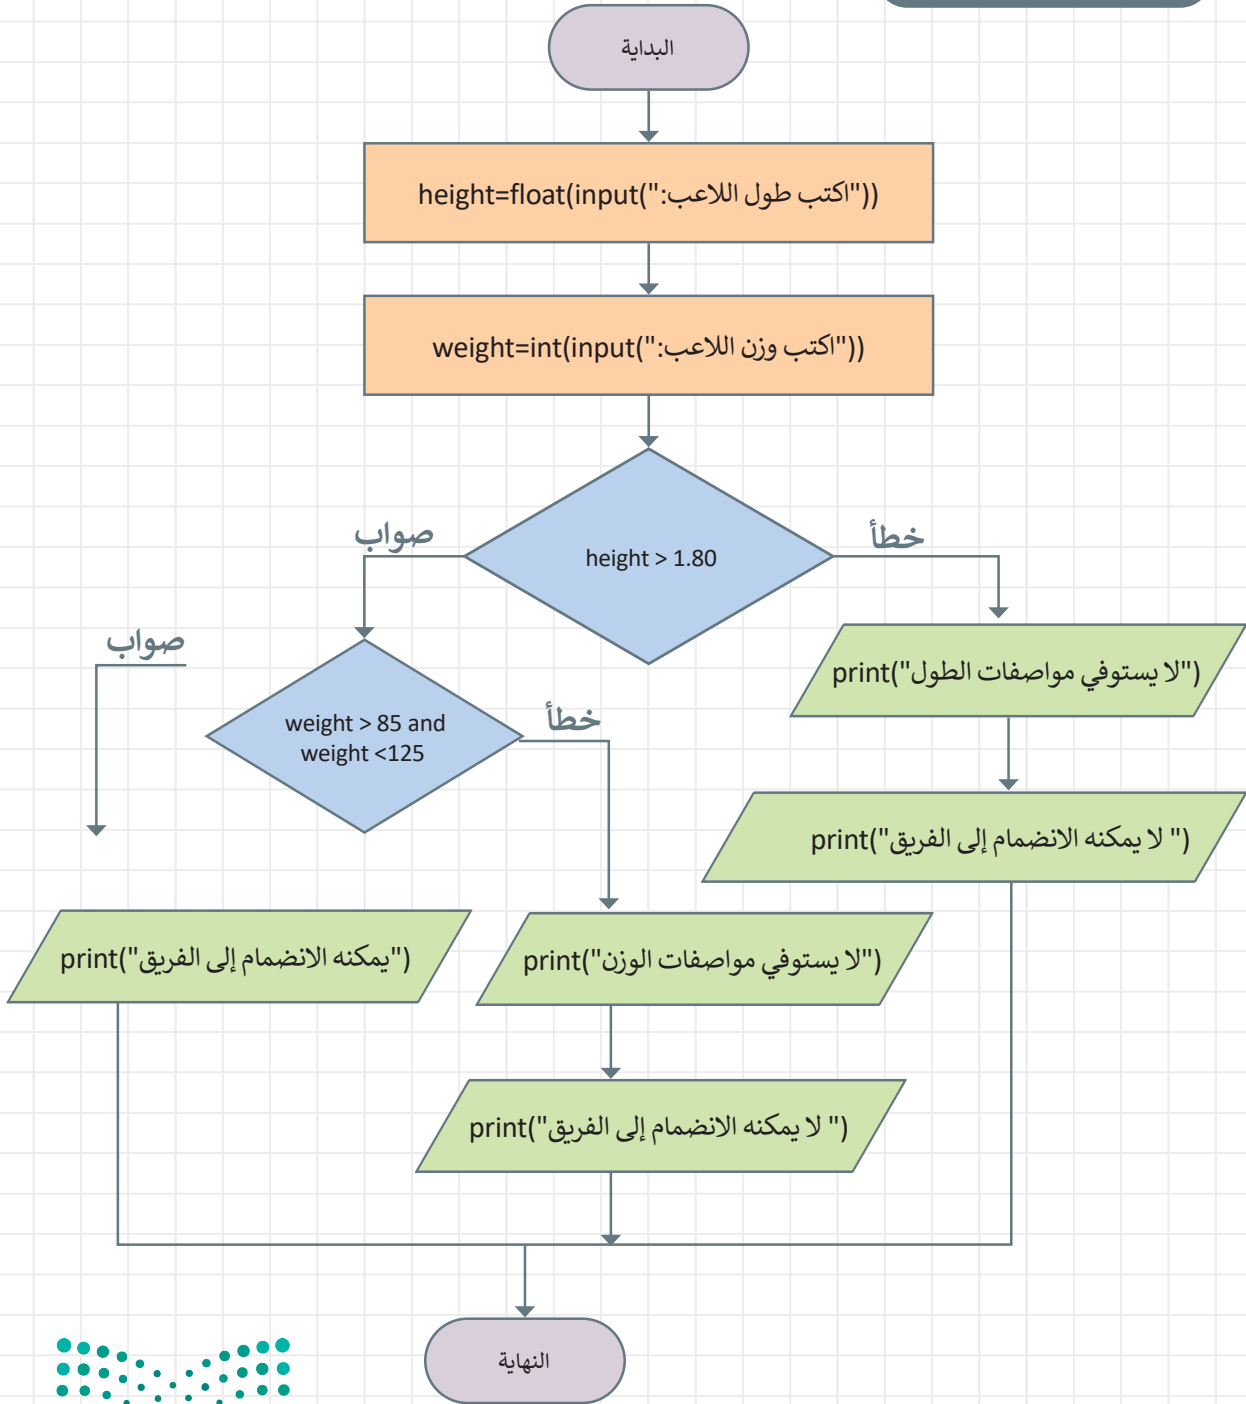 البداية
height=float(input("اكتب طول اللاعب:"))
weight=int(input("اكتب وزن اللاعب:"))
height > 1.80
صواب
خطأ
صواب
weight > 85 and
weight <125
خطأ
print("لا يستوفي مواصفات الطول")
print("لا يمكنه الانضمام إلى الفريق ")
print("يمكنه الانضمام إلى الفريق")
print("لا يستوفي مواصفات الوزن")
print("لا يمكنه الانضمام إلى الفريق ")
النهاية